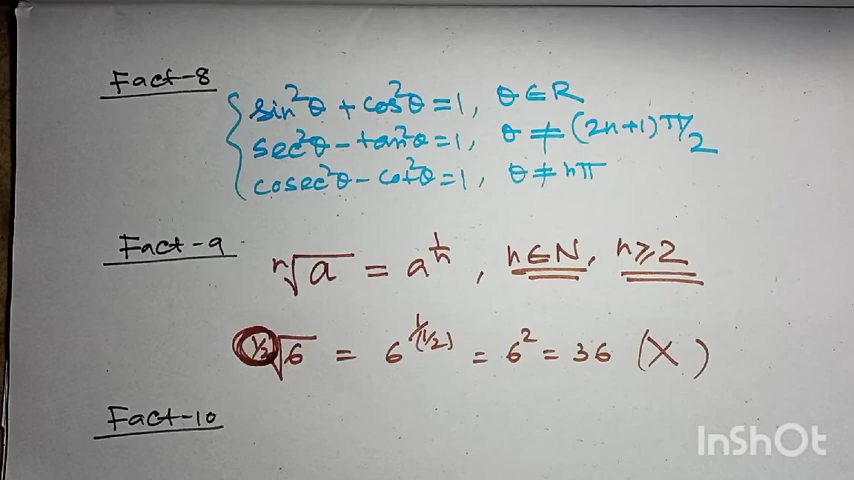 Fact-8
sin²θ + cos²θ = 1, θ ∈ R
sec²θ - tan²θ = 1, θ ≠ (2n+1) π/2
cosec²θ - cot²θ = 1, θ ≠ nπ
Fact-9
ⁿ√a = a^(1/n), n ∈ N, n ≥ 2
^(1/2)√6 = 6^(1/(1/2)) = 6² = 36 (X)
Fact-10
InShOt